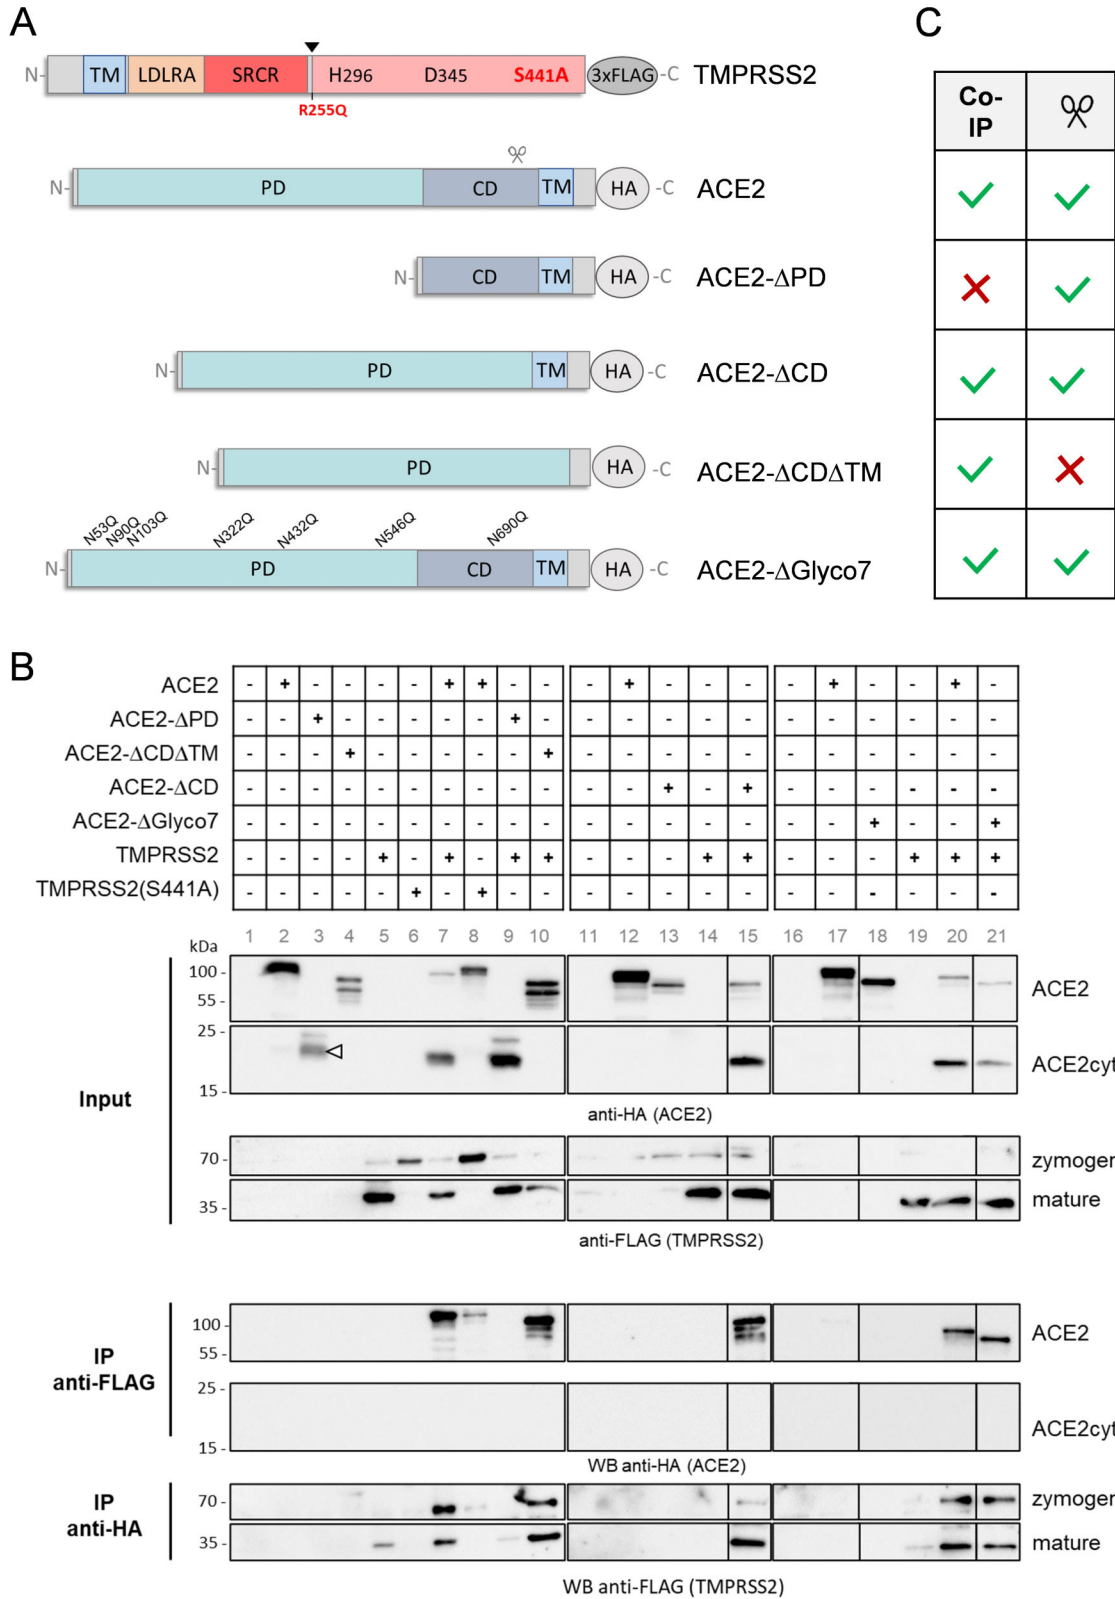 A
N- TM LDLRA SRCR H296 D345 S441A 3xFLAG -C TMPRSS2
R255Q
N- PD CD TM HA -C ACE2
N- CD TM HA -C ACE2-ΔPD
N- PD TM HA -C ACE2-ΔCD
N- PD HA -C ACE2-ΔCDΔTM
N53Q N90Q N103Q N322Q N432Q N546Q N690Q
N- PD CD TM HA -C ACE2-ΔGlyco7
C
Co-
IP
B
ACE2 - + - - - - + + - - - + - - - - + - - + -
ACE2-ΔPD - - + - - - - - + - - - - - - - - - - - -
ACE2-ΔCDΔTM - - - + - - - - - + - - - - - - - - - - -
ACE2-ΔCD - - - - - - - - - - - - + - + - - - - - -
ACE2-ΔGlyco7 - - - - - - - - - - - - - - - - - + - - +
TMPRSS2 - - - - + - + - + + - - - + + - - - + + +
TMPRSS2(S441A) - - - - - + - + - - - - - - - - - - - - -
1 2 3 4 5 6 7 8 9 10 11 12 13 14 15 16 17 18 19 20 21
kDa
Input
100 -
55 -
ACE2
25 -
15 -
ACE2cyt
anti-HA (ACE2)
70 -
zymoger
35 -
mature
anti-FLAG (TMPRSS2)
IP
anti-FLAG
100 -
55 -
ACE2
25 -
15 -
ACE2cyt
WB anti-HA (ACE2)
IP
anti-HA
70 -
zymoger
35 -
mature
WB anti-FLAG (TMPRSS2)